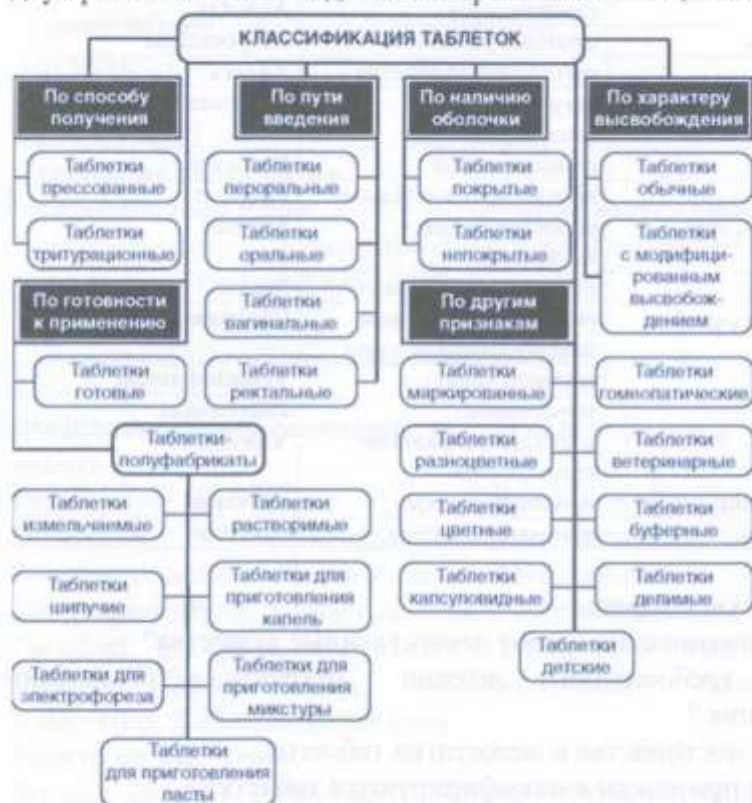 КЛАССИФИКАЦИЯ ТАБЛЕТОК
По способу
получения
Таблетки
прессованные
Таблетки
тритурационные
По пути
введения
Таблетки
пероральные
Таблетки
оральные
Таблетки
вагинальные
Таблетки
ректальные
По наличию
оболочки
Таблетки
покрытые
Таблетки
непокрытые
По характеру
высвобождения
Таблетки
обычные
Таблетки
с модифици-
рованным
высвобож-
дением
По готовности
к применению
Таблетки
готовые
Таблетки-
полуфабрикаты
Таблетки
измельчаемые
Таблетки
растворимые
Таблетки
шипучие
Таблетки для
приготовления
капель
Таблетки для
электрофореза
Таблетки для
приготовления
микстуры
Таблетки
для приготовления
пасты
По другим
признакам
Таблетки
маркированные
Таблетки
гомеопатические
Таблетки
разноцветные
Таблетки
ветеринарные
Таблетки
цветные
Таблетки
буферные
Таблетки
капсуловидные
Таблетки
делимые
Таблетки
детские